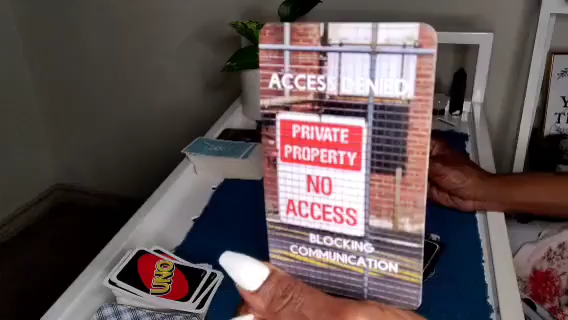 ACCESS DENIED
PRIVATE
PROPERTY
NO
ACCESS
BLOCKING
COMMUNICATION
UNO